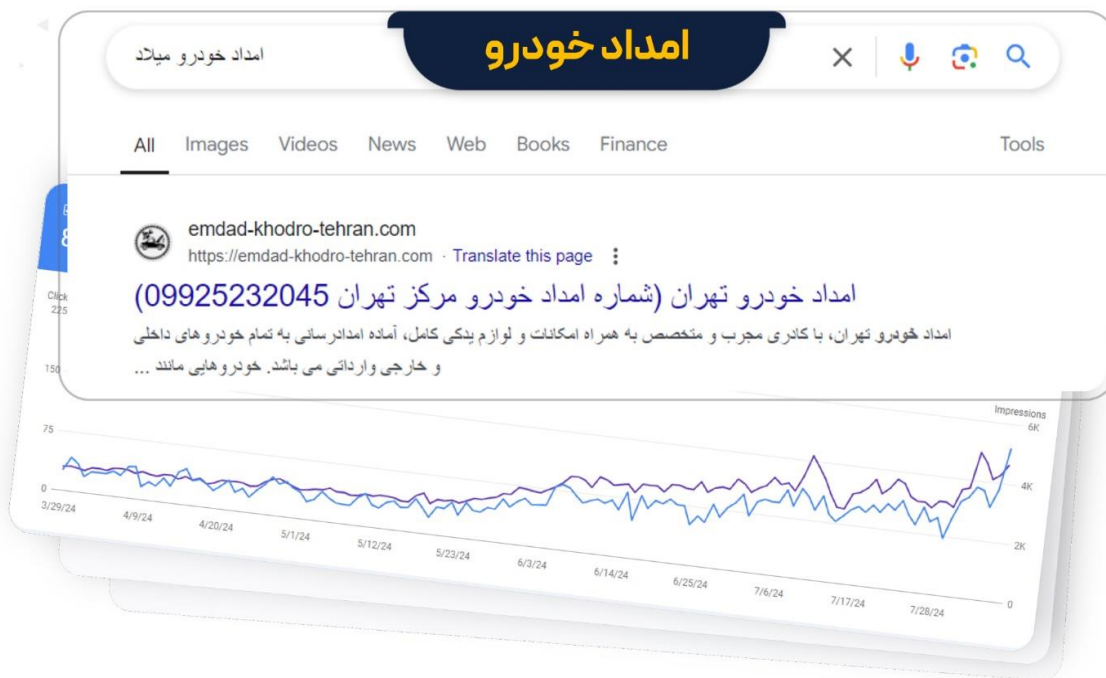 امداد خودرو
امداد خودرو میلاد
All Images Videos News Web Books Finance Tools
emdad-khodro-tehran.com
https://emdad-khodro-tehran.com · Translate this page
امداد خودرو تهران (شماره امداد خودرو مرکز تهران 09925232045)
امداد خودرو تهران، با کادری مجرب و متخصص به همراه امکانات و لوازم یدکی کامل، آماده امدادرسانی به تمام خودروهای داخلی
و خارجی وارداتی می باشد. خودروهایی مانند ...
Click
225
150
75
0
Impressions
6K
4K
2K
0
3/29/24 4/9/24 4/20/24 5/1/24 5/12/24 5/23/24 6/3/24 6/14/24 6/25/24 7/6/24 7/17/24 7/28/24